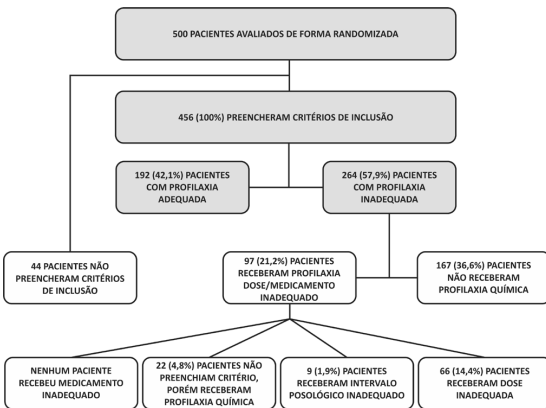 500 PACIENTES AVALIADOS DE FORMA RANDOMIZADA
456 (100%) PREENCHERAM CRITÉRIOS DE INCLUSÃO
192 (42,1%) PACIENTES
COM PROFILAXIA
ADEQUADA
264 (57,9%) PACIENTES
COM PROFILAXIA
INADEQUADA
44 PACIENTES NÃO
PREENCHERAM CRITÉRIOS
DE INCLUSÃO
97 (21,2%) PACIENTES
RECEBERAM PROFILAXIA
DOSE/MEDICAMENTO
INADEQUADO
167 (36,6%) PACIENTES
NÃO RECEBERAM
PROFILAXIA QUÍMICA
NENHUM PACIENTE
RECEBEU MEDICAMENTO
INADEQUADO
22 (4,8%) PACIENTES NÃO
PREENCHIAM CRITÉRIO,
PORÉM RECEBERAM
PROFILAXIA QUÍMICA
9 (1,9%) PACIENTES
RECEBERAM INTERVALO
POSOLÓGICO INADEQUADO
66 (14,4%) PACIENTES
RECEBERAM DOSE
INADEQUADA